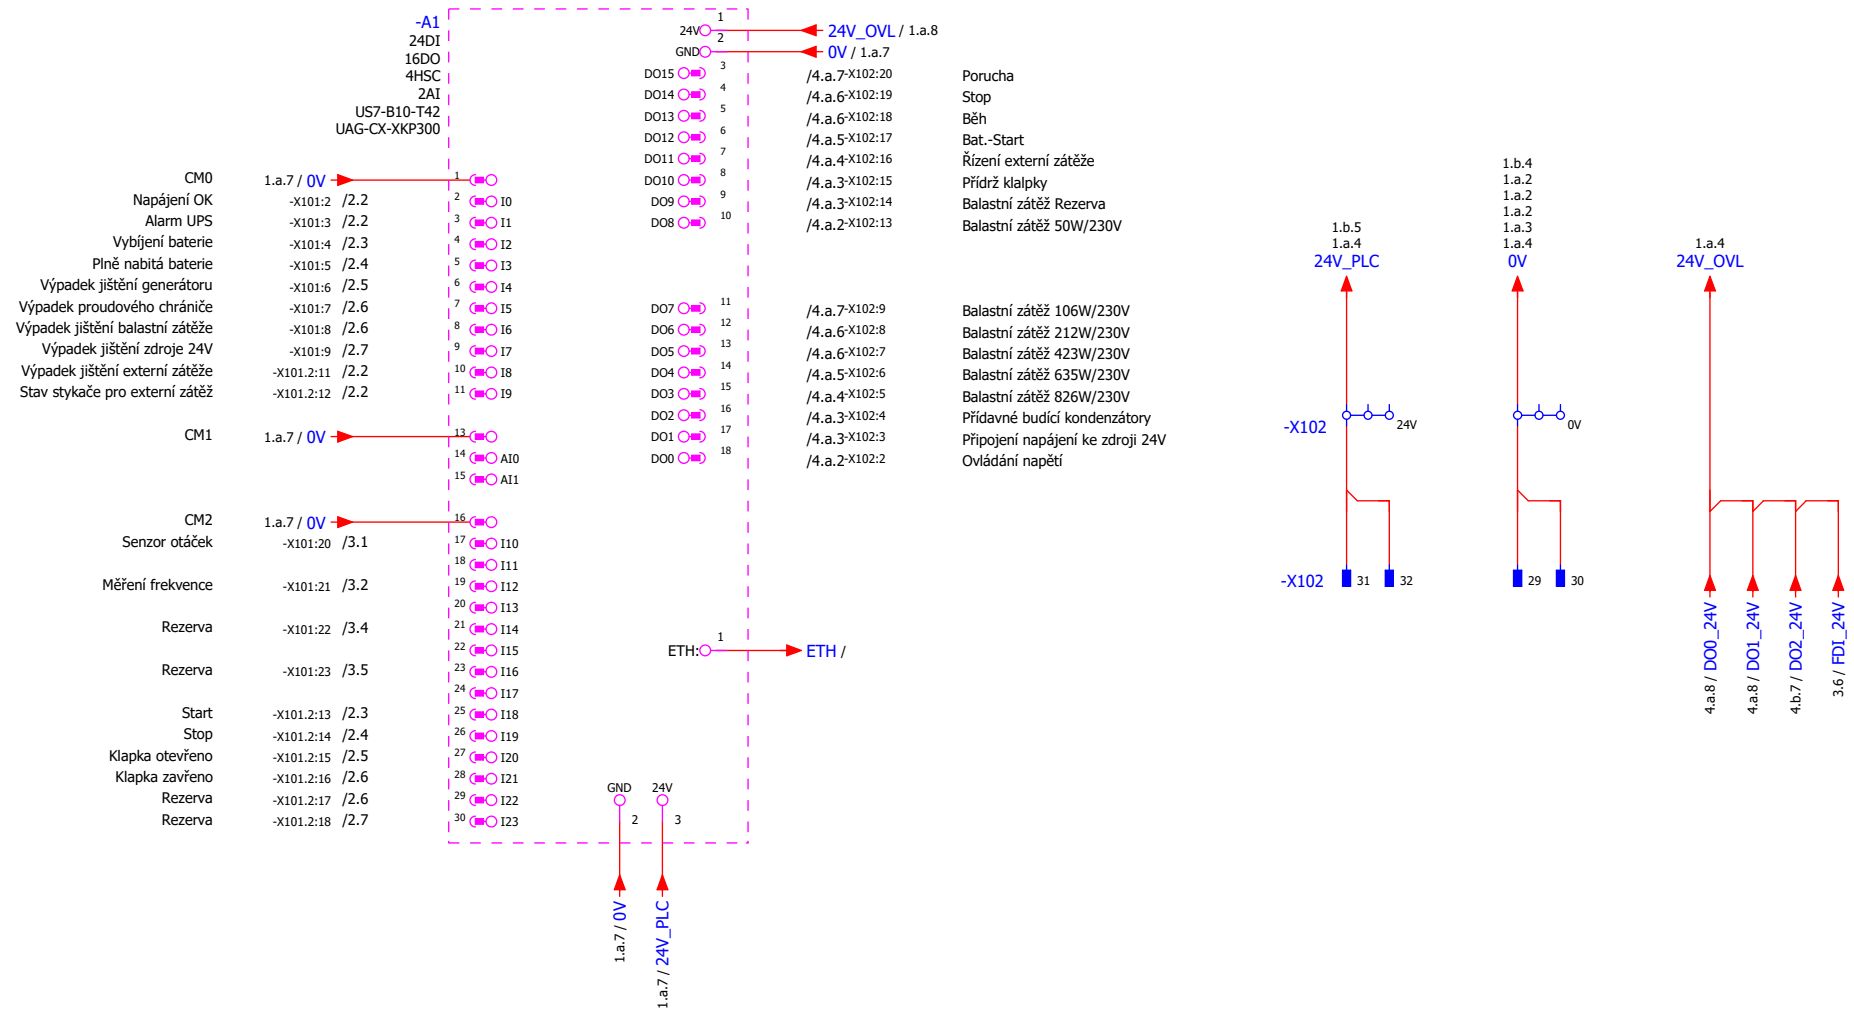 -A1
24DI
16DO
4HSC
2AI
US7-B10-T42
UAG-CX-XKP300
CM0 1.a.7 / 0V 1
Napájení OK -X101:2 /2.2 2 I0
Alarm UPS -X101:3 /2.2 3 I1
Vybíjení baterie -X101:4 /2.3 4 I2
Plně nabitá baterie -X101:5 /2.4 5 I3
Výpadek jištění generátoru -X101:6 /2.5 6 I4
Výpadek proudového chrániče -X101:7 /2.6 7 I5
Výpadek jištění balastní zátěže -X101:8 /2.6 8 I6
Výpadek jištění zdroje 24V -X101:9 /2.7 9 I7
Výpadek jištění externí zátěže -X101.2:11 /2.2 10 I8
Stav stykače pro externí zátěž -X101.2:12 /2.2 11 I9
CM1 1.a.7 / 0V 13
14 AI0
15 AI1
CM2 1.a.7 / 0V 16
Senzor otáček -X101:20 /3.1 17 I10
18 I11
Měření frekvence -X101:21 /3.2 19 I12
20 I13
Rezerva -X101:22 /3.4 21 I14
22 I15
Rezerva -X101:23 /3.5 23 I16
24 I17
Start -X101.2:13 /2.3 25 I18
Stop -X101.2:14 /2.4 26 I19
Klapka otevřeno -X101.2:15 /2.5 27 I20
Klapka zavřeno -X101.2:16 /2.6 28 I21
Rezerva -X101.2:17 /2.6 29 I22
Rezerva -X101.2:18 /2.7 30 I23
24V 1 24V_OVL / 1.a.8
GND 2 0V / 1.a.7
DO15 3 /4.a.7-X102:20 Porucha
DO14 4 /4.a.6-X102:19 Stop
DO13 5 /4.a.6-X102:18 Běh
DO12 6 /4.a.5-X102:17 Bat.-Start
DO11 7 /4.a.4-X102:16 Řízení externí zátěže
DO10 8 /4.a.3-X102:15 Přídrž klalpky
DO9 9 /4.a.3-X102:14 Balastní zátěž Rezerva
DO8 10 /4.a.2-X102:13 Balastní zátěž 50W/230V
DO7 11 /4.a.7-X102:9 Balastní zátěž 106W/230V
DO6 12 /4.a.6-X102:8 Balastní zátěž 212W/230V
DO5 13 /4.a.6-X102:7 Balastní zátěž 423W/230V
DO4 14 /4.a.5-X102:6 Balastní zátěž 635W/230V
DO3 15 /4.a.4-X102:5 Balastní zátěž 826W/230V
DO2 16 /4.a.3-X102:4 Přídavné budící kondenzátory
DO1 17 /4.a.3-X102:3 Připojení napájení ke zdroji 24V
DO0 18 /4.a.2-X102:2 Ovládání napětí
ETH: 1 ETH /
GND 24V
2 3
1.a.7 / 0V
1.a.7 / 24V_PLC
1.b.5
1.a.4
24V_PLC
-X102 24V
-X102 31 32
1.b.4
1.a.2
1.a.2
1.a.2
1.a.3
1.a.4
0V
0V
29 30
1.a.4
24V_OVL
4.a.8 / DO0_24V
4.a.8 / DO1_24V
4.b.7 / DO2_24V
3.6 / FDI_24V